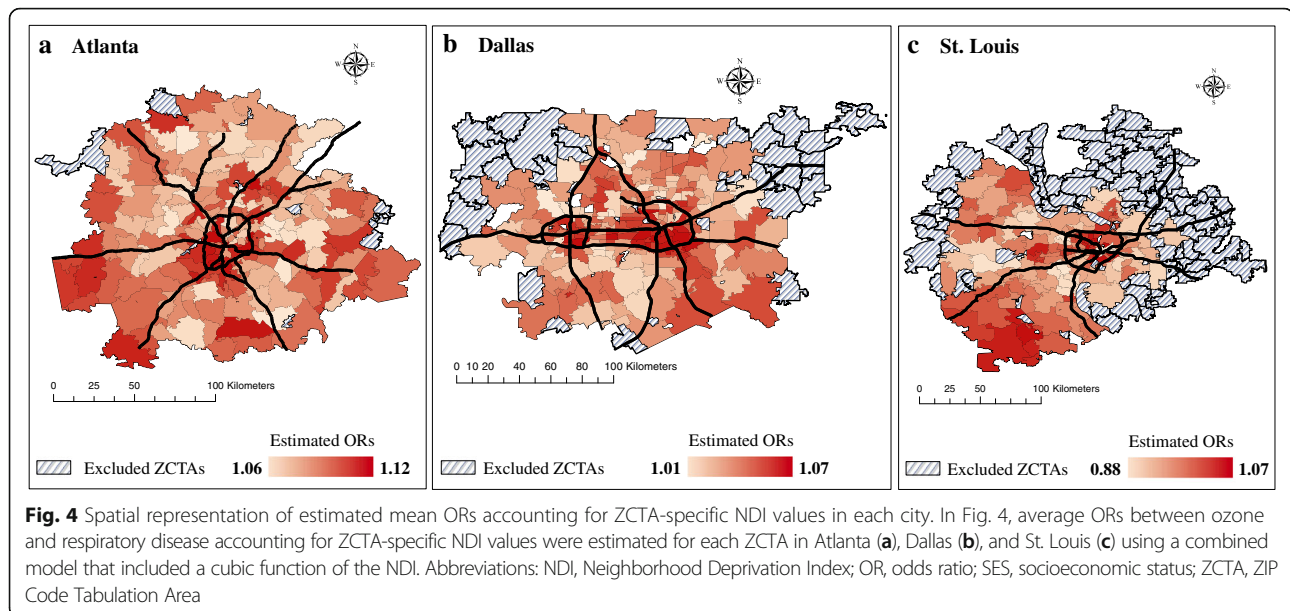 a Atlanta
N
W E
S
0 25 50 100 Kilometers
Estimated ORs
Excluded ZCTAs 1.06 1.12
b Dallas
N
W E
S
0 10 20 40 60 80 100 Kilometers
Estimated ORs
Excluded ZCTAs 1.01 1.07
c St. Louis
N
W E
S
0 25 50 100 Kilometers
Estimated ORs
Excluded ZCTAs 0.88 1.07
Fig. 4 Spatial representation of estimated mean ORs accounting for ZCTA-specific NDI values in each city. In Fig. 4, average ORs between ozone
and respiratory disease accounting for ZCTA-specific NDI values were estimated for each ZCTA in Atlanta (a), Dallas (b), and St. Louis (c) using a combined
model that included a cubic function of the NDI. Abbreviations: NDI, Neighborhood Deprivation Index; OR, odds ratio; SES, socioeconomic status; ZCTA, ZIP
Code Tabulation Area